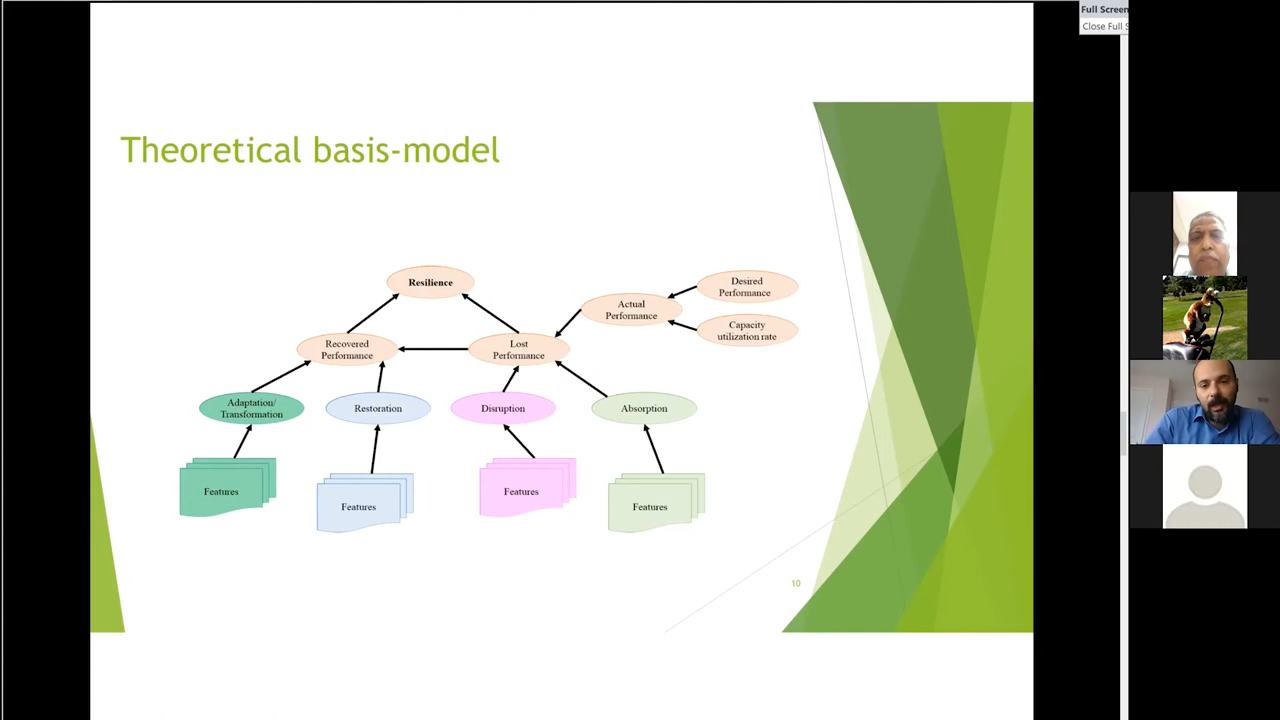 Full Screen
Close Full S
Theoretical basis-model
Resilience
Desired
Performance
Actual
Performance
Capacity
utilization rate
Recovered
Performance
Lost
Performance
Adaptation/
Transformation
Restoration
Disruption
Absorption
Features
Features
Features
Features
10